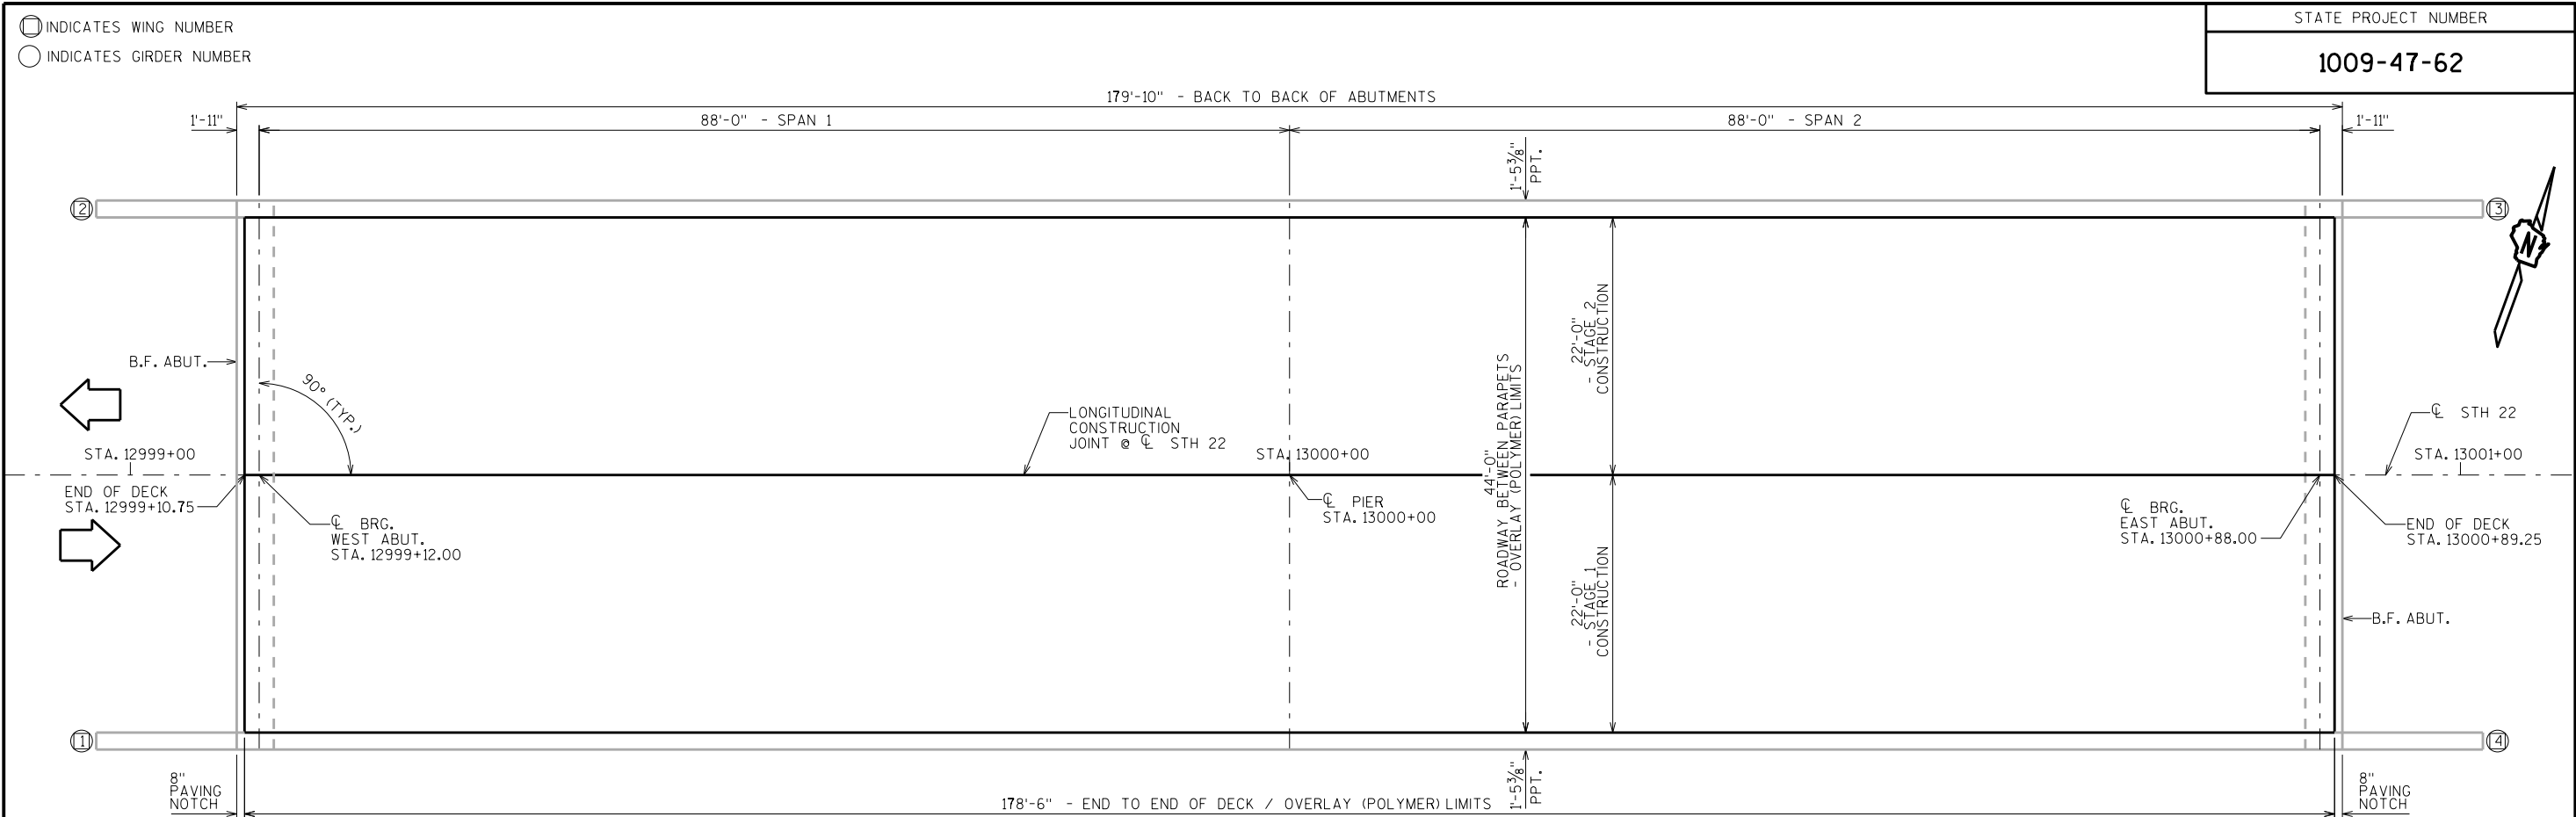 INDICATES WING NUMBER
INDICATES GIRDER NUMBER
STATE PROJECT NUMBER
1009-47-62
179'-10" - BACK TO BACK OF ABUTMENTS
1'-11"
88'-0" - SPAN 1
88'-0" - SPAN 2
1'-11"
1'-5⅜"
PPT.
2
3
N
B.F. ABUT.
90° (TYP.)
22'-0"
- STAGE 2
CONSTRUCTION
LONGITUDINAL
CONSTRUCTION
JOINT @ ℄ STH 22
STA. 12999+00
STA. 13000+00
℄ STH 22
STA. 13001+00
44'-0"
ROADWAY BETWEEN PARAPETS
- OVERLAY (POLYMER) LIMITS
END OF DECK
STA. 12999+10.75
℄ BRG.
WEST ABUT.
STA. 12999+12.00
℄ PIER
STA. 13000+00
℄ BRG.
EAST ABUT.
STA. 13000+88.00
END OF DECK
STA. 13000+89.25
22'-0"
- STAGE 1
CONSTRUCTION
B.F. ABUT.
1
4
8"
PAVING
NOTCH
1'-5⅜"
PPT.
8"
PAVING
NOTCH
178'-6" - END TO END OF DECK / OVERLAY (POLYMER) LIMITS